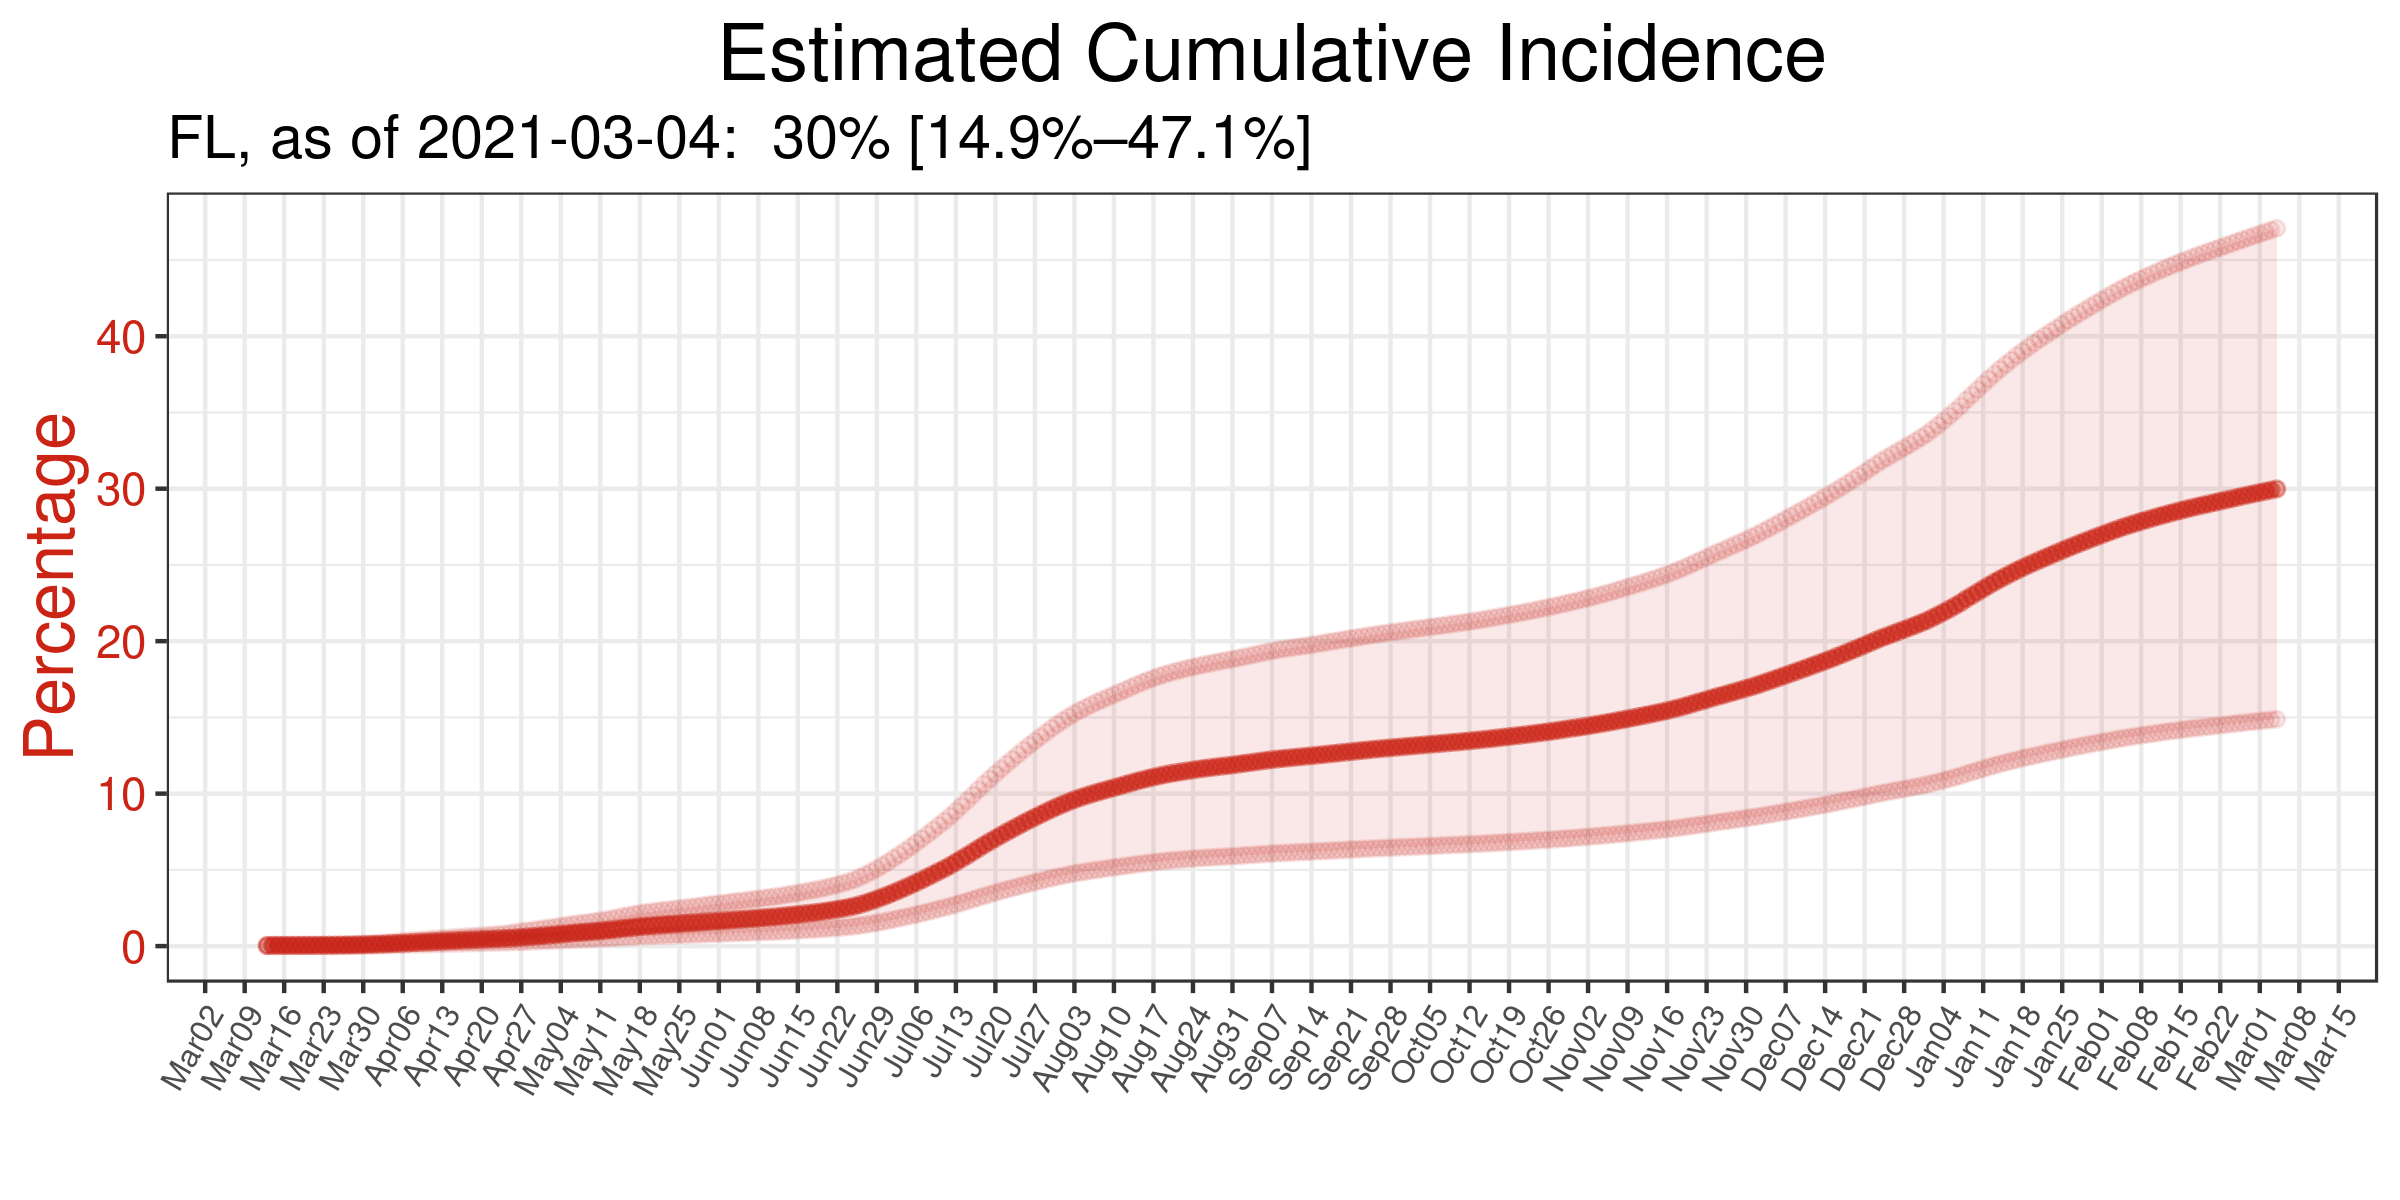 Estimated Cumulative Incidence
FL, as of 2021-03-04:  30% [14.9%–47.1%]
Percentage
40
30
20
10
0
Mar02 Mar09 Mar16 Mar23 Mar30 Apr06 Apr13 Apr20 Apr27 May04 May11 May18 May25 Jun01 Jun08 Jun15 Jun22 Jun29 Jul06 Jul13 Jul20 Jul27 Aug03 Aug10 Aug17 Aug24 Aug31 Sep07 Sep14 Sep21 Sep28 Oct05 Oct12 Oct19 Oct26 Nov02 Nov09 Nov16 Nov23 Nov30 Dec07 Dec14 Dec21 Dec28 Jan04 Jan11 Jan18 Jan25 Feb01 Feb08 Feb15 Feb22 Mar01 Mar08 Mar15